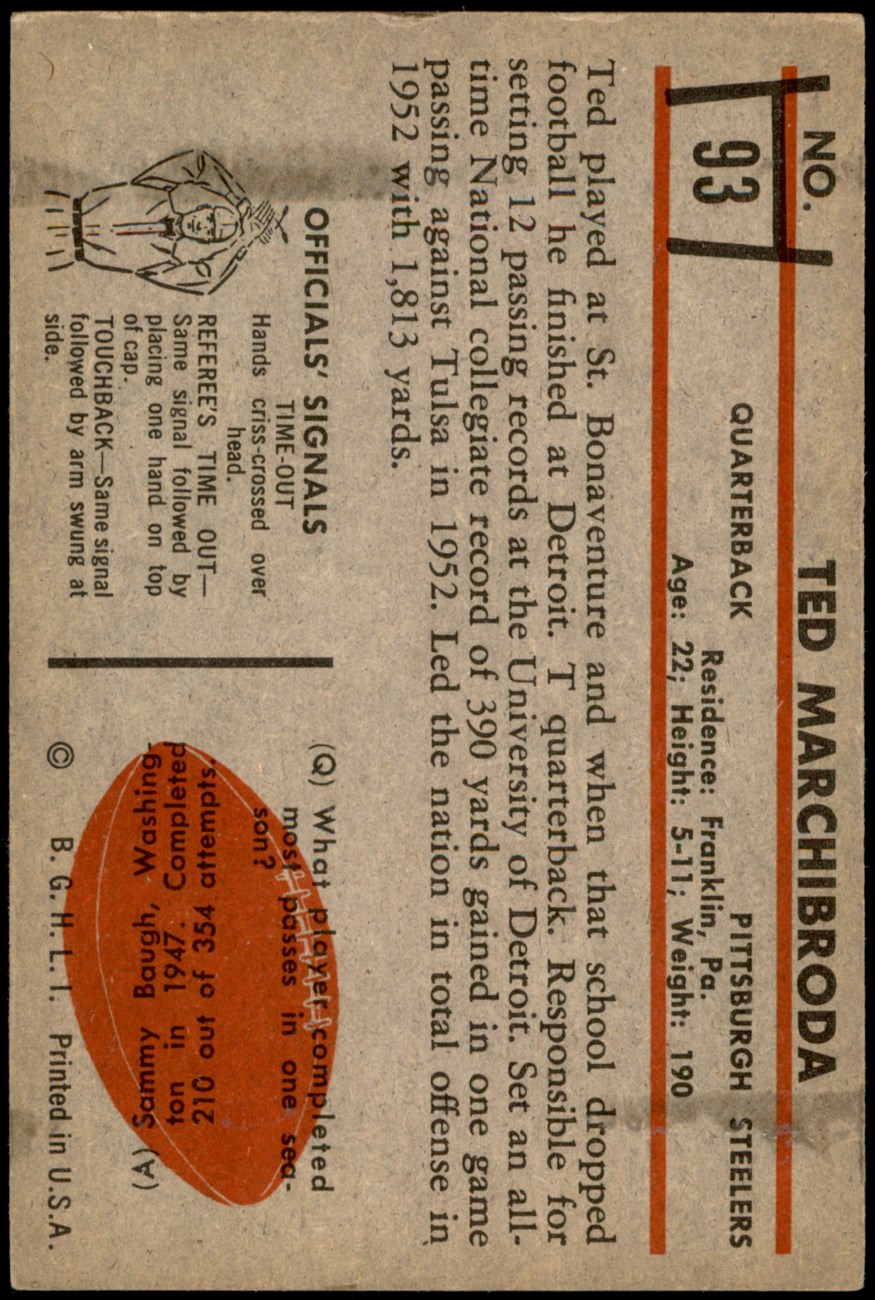 NO.
93
TED MARCHIBRODA
QUARTERBACK PITTSBURGH STEELERS
Residence: Franklin, Pa.
Age: 22; Height: 5-11; Weight: 190
Ted played at St. Bonaventure and when that school dropped
football he finished at Detroit. T quarterback. Responsible for
setting 12 passing records at the University of Detroit. Set an all-
time National collegiate record of 390 yards gained in one game
passing against Tulsa in 1952. Led the nation in total offense in
1952 with 1,813 yards.
OFFICIALS' SIGNALS
TIME-OUT
Hands criss-crossed over
head.
REFEREE'S TIME OUT—
Same signal followed by
placing one hand on top
of cap.
TOUCHBACK—Same signal
followed by arm swung at
side.
(Q) What player completed
most passes in one sea-
son?
(A) Sammy Baugh, Washing-
ton in 1947. Completed
210 out of 354 attempts.
© B. G. H. L. I. Printed in U.S.A.